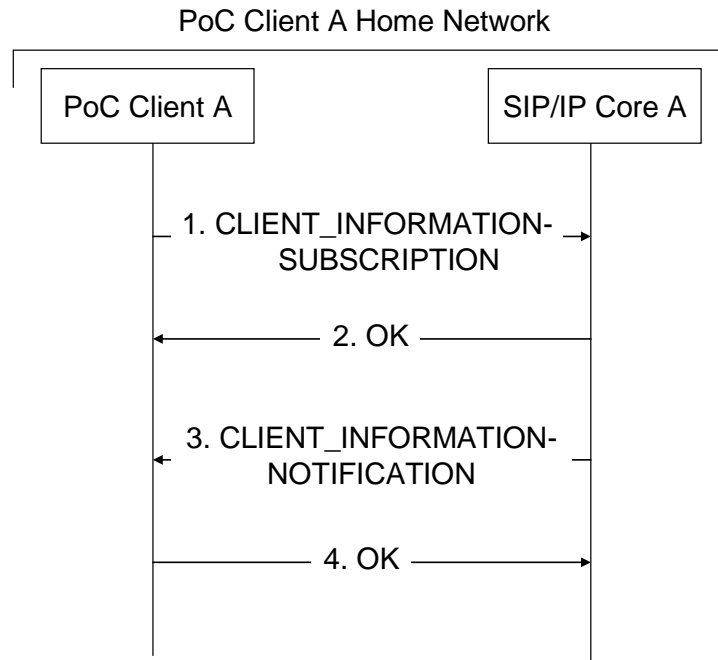 PoC Client A Home Network
PoC Client A
SIP/IP Core A
1. CLIENT_INFORMATION-
SUBSCRIPTION
2. OK
3. CLIENT_INFORMATION-
NOTIFICATION
4. OK